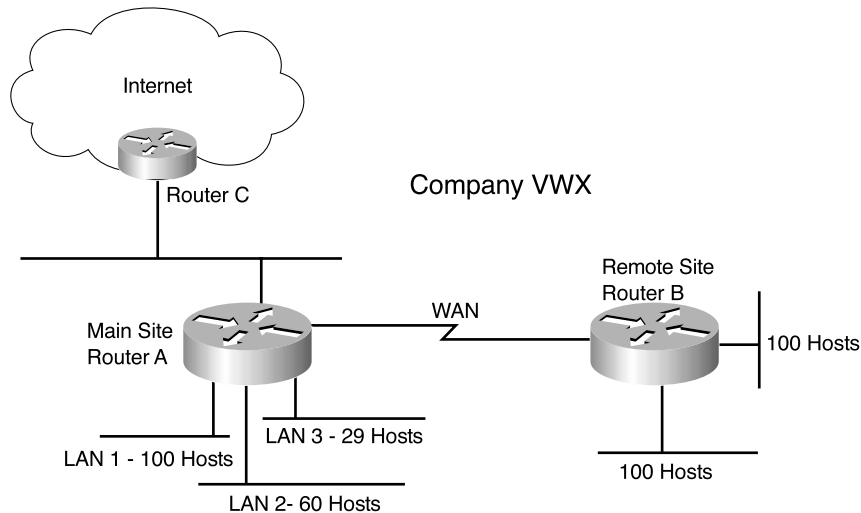 Internet
Router C
Company VWX
Remote Site
Router B
WAN
Main Site
Router A
100 Hosts
LAN 3 - 29 Hosts
LAN 1 - 100 Hosts
100 Hosts
LAN 2- 60 Hosts